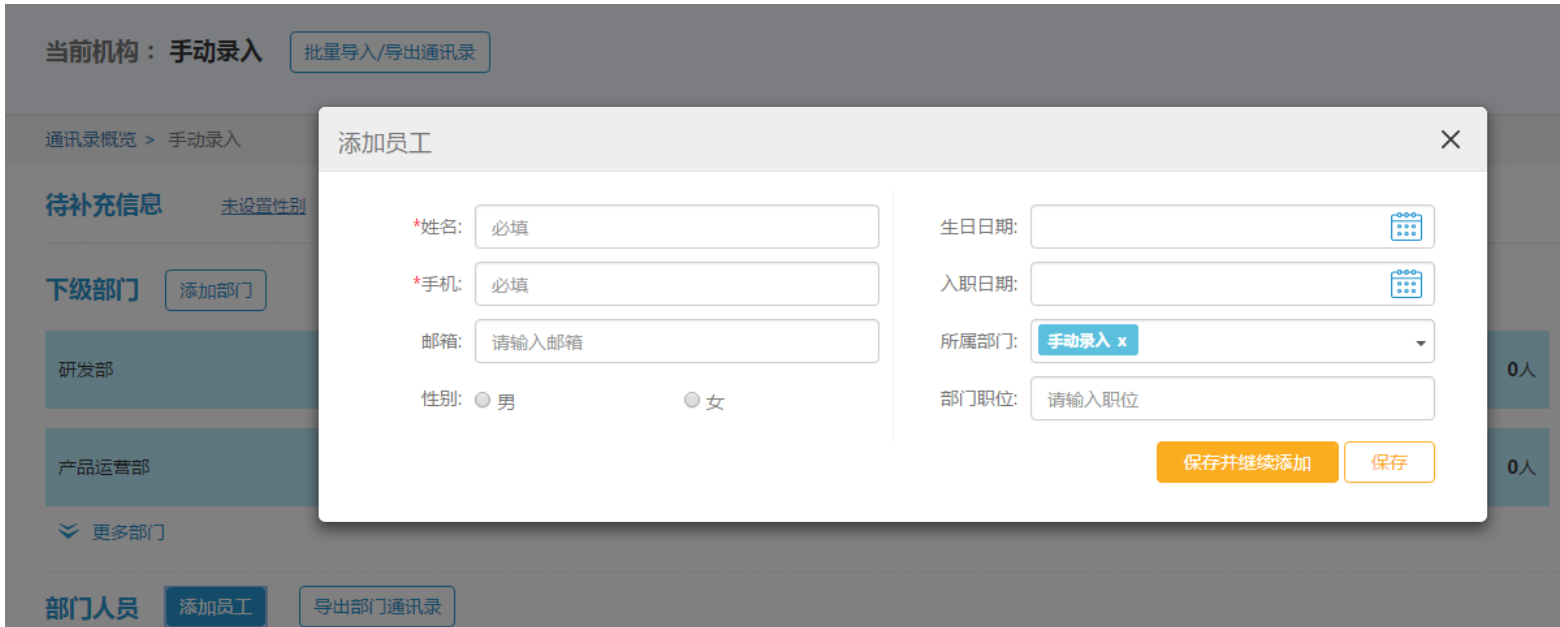 当前机构： 手动录入 批量导入/导出通讯录
通讯录概览 > 手动录入
添加员工
待补充信息 未设置性别
*姓名: 必填 生日日期:
*手机: 必填 入职日期:
下级部门 添加部门
邮箱: 请输入邮箱 所属部门: 手动录入 x
研发部 0人
性别: 男 女 部门职位: 请输入职位
产品运营部 0人
保存并继续添加 保存
更多部门
部门人员 添加员工 导出部门通讯录